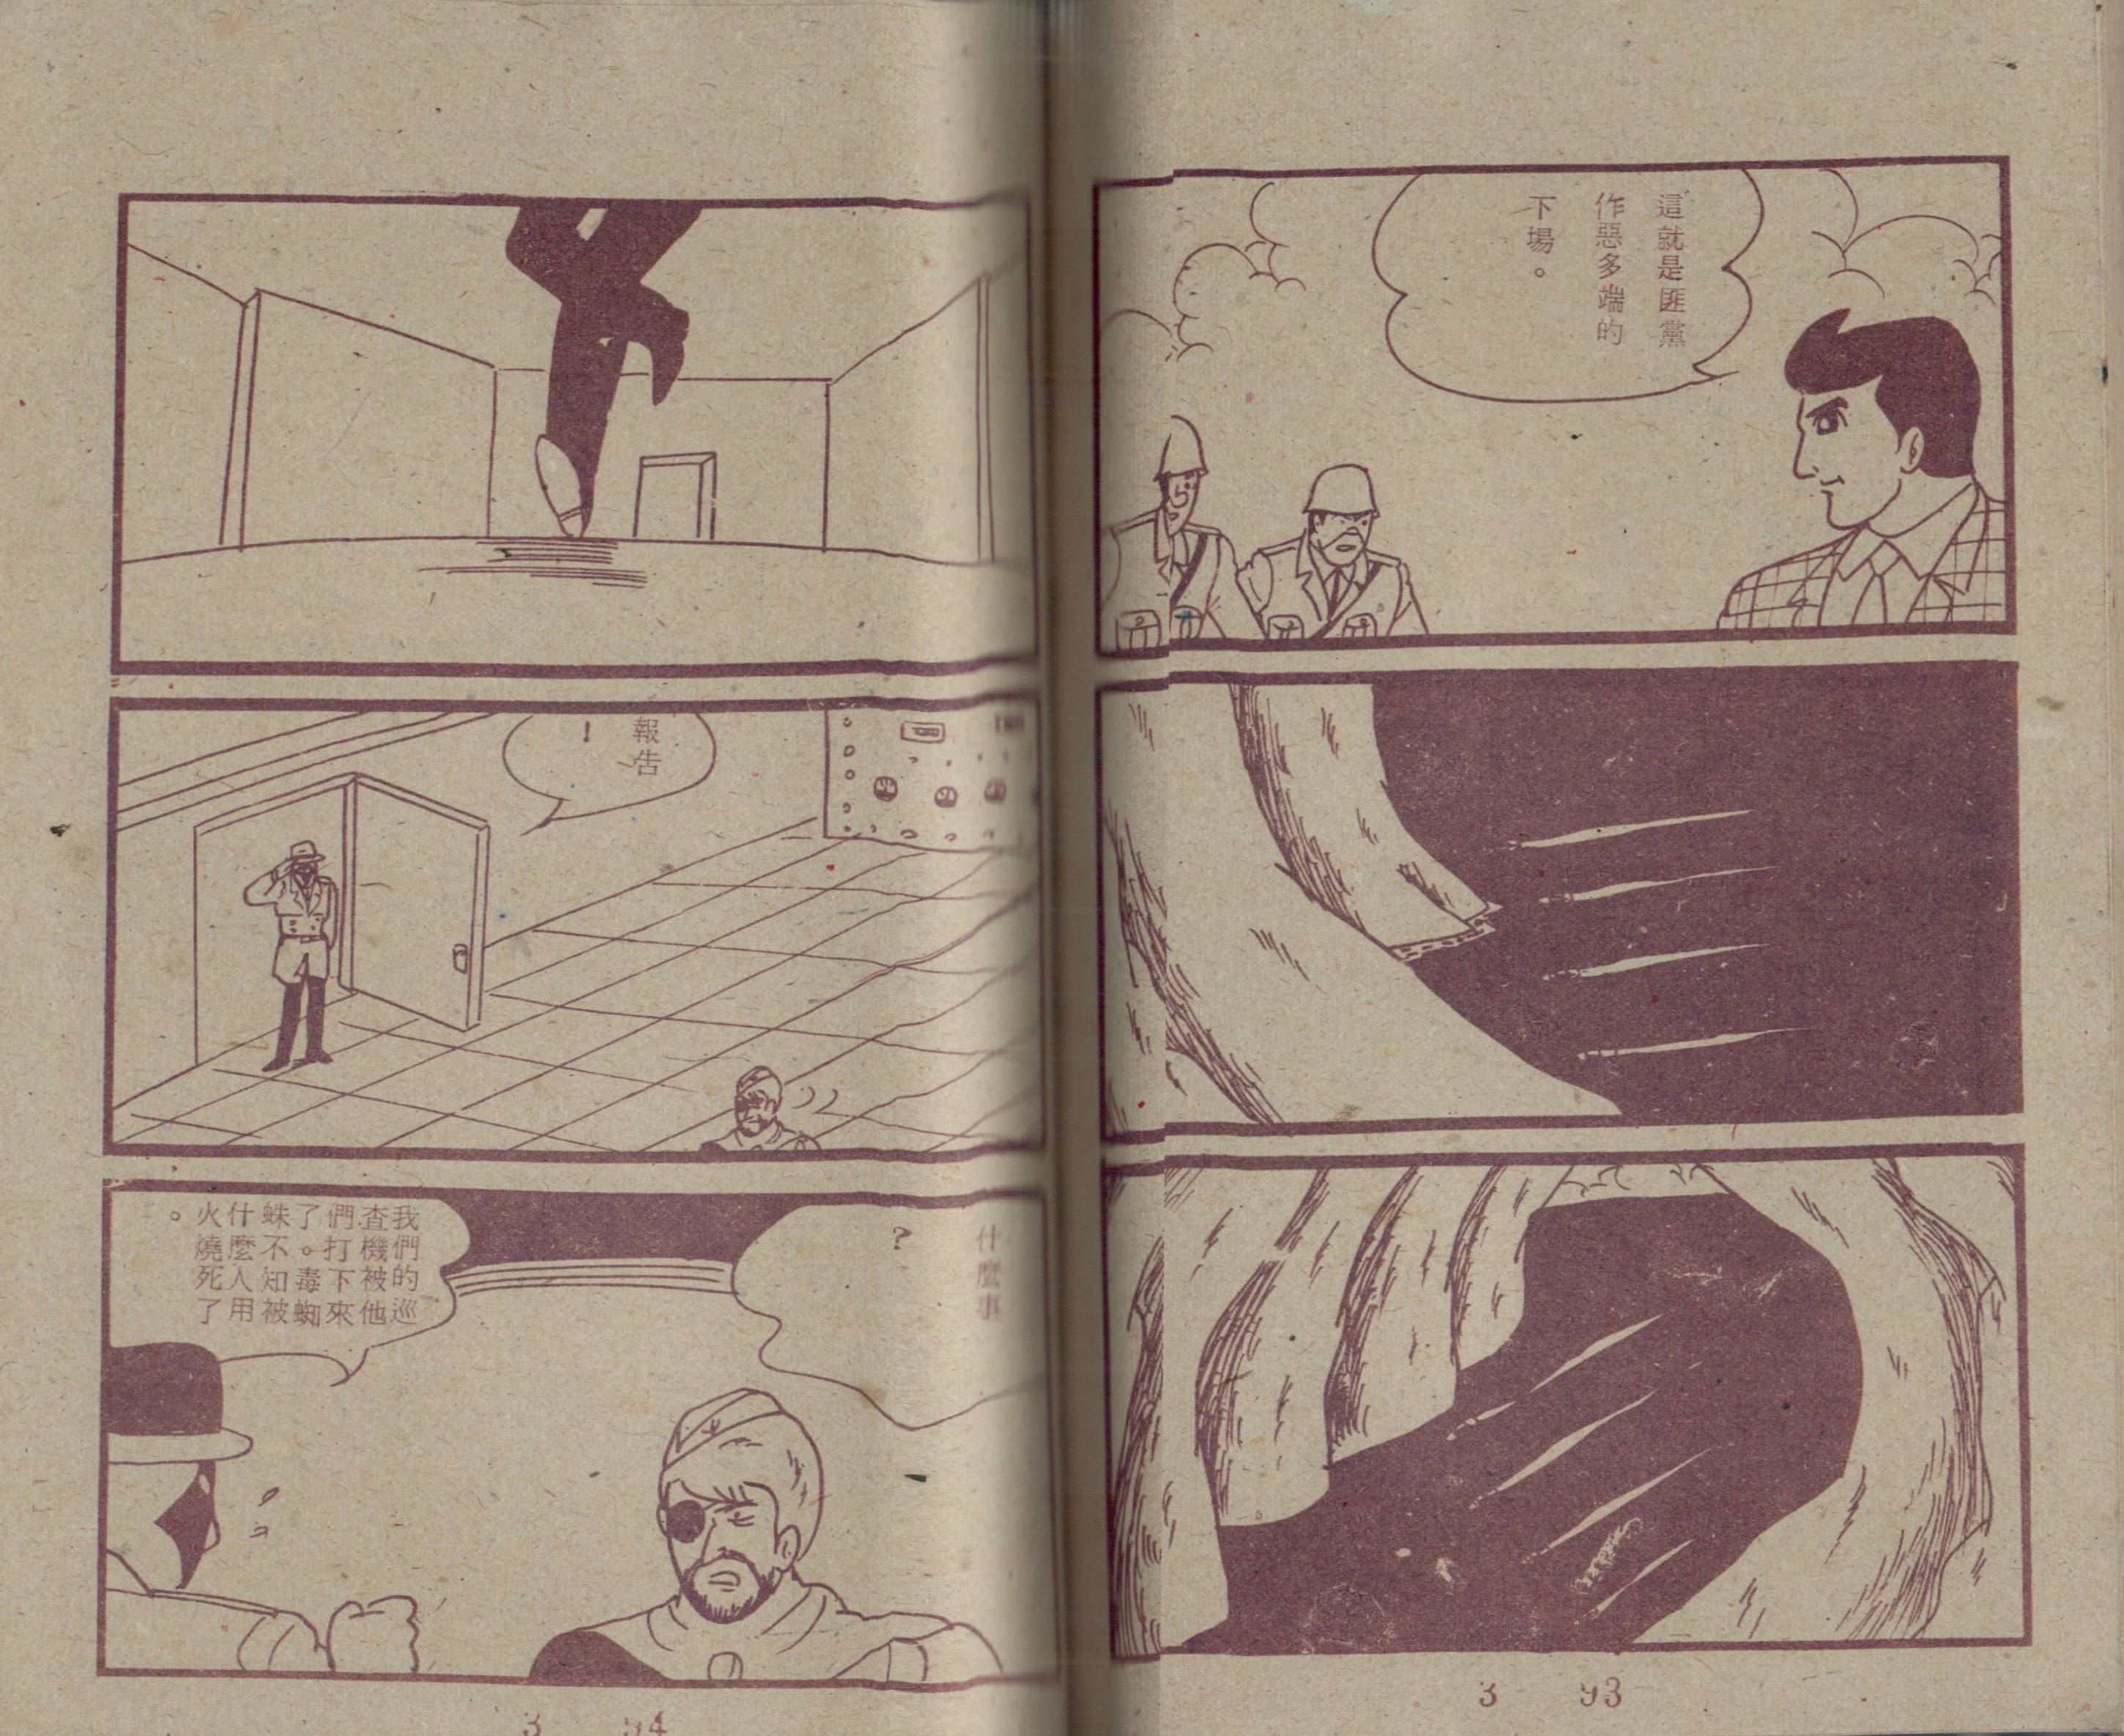 這就是匪黨
作惡多端的
下場。
3 93
報告
！
什麼事
？
我們的巡
查機被他
們打下來
了。毒蜘
蛛不知被
什麼人用
火燒死了
。
3 94